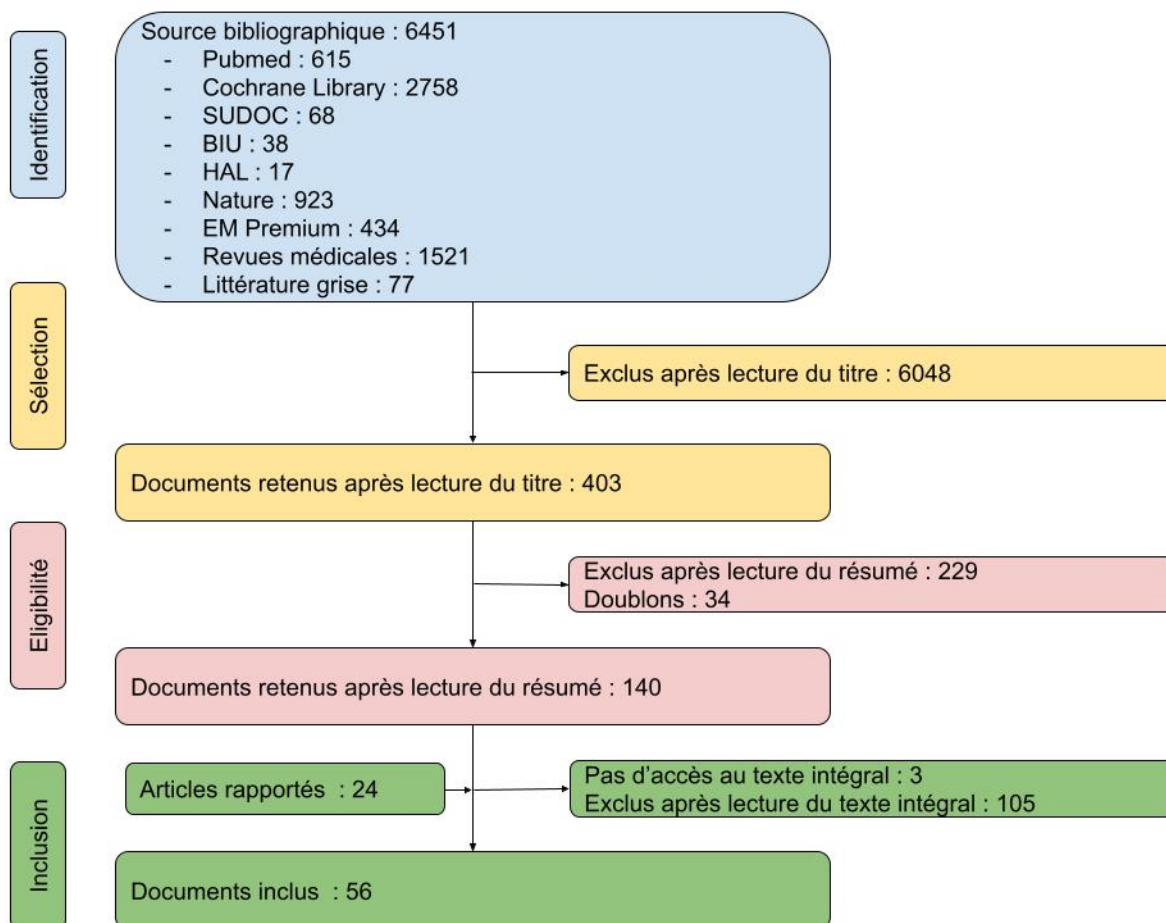 Identification
Source bibliographique : 6451
- Pubmed : 615
- Cochrane Library : 2758
- SUDOC : 68
- BIU : 38
- HAL : 17
- Nature : 923
- EM Premium : 434
- Revues médicales : 1521
- Littérature grise : 77
Sélection
Exclus après lecture du titre : 6048
Documents retenus après lecture du titre : 403
Eligibilité
Exclus après lecture du résumé : 229
Doublons : 34
Documents retenus après lecture du résumé : 140
Inclusion
Articles rapportés : 24
Pas d'accès au texte intégral : 3
Exclus après lecture du texte intégral : 105
Documents inclus : 56